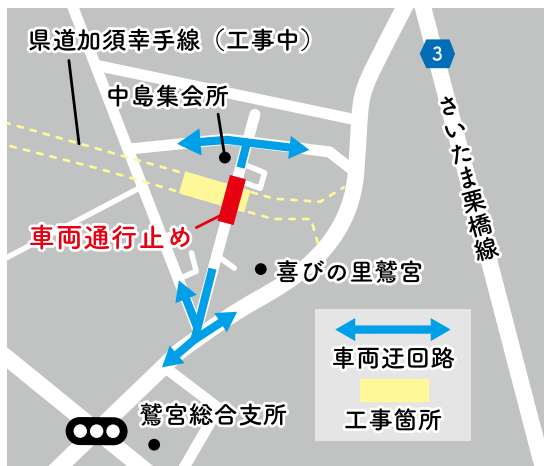 県道加須幸手線（工事中）
3
中島集会所
さいたま栗橋線
車両通行止め
喜びの里鷲宮
車両迂回路
鷲宮総合支所
工事箇所